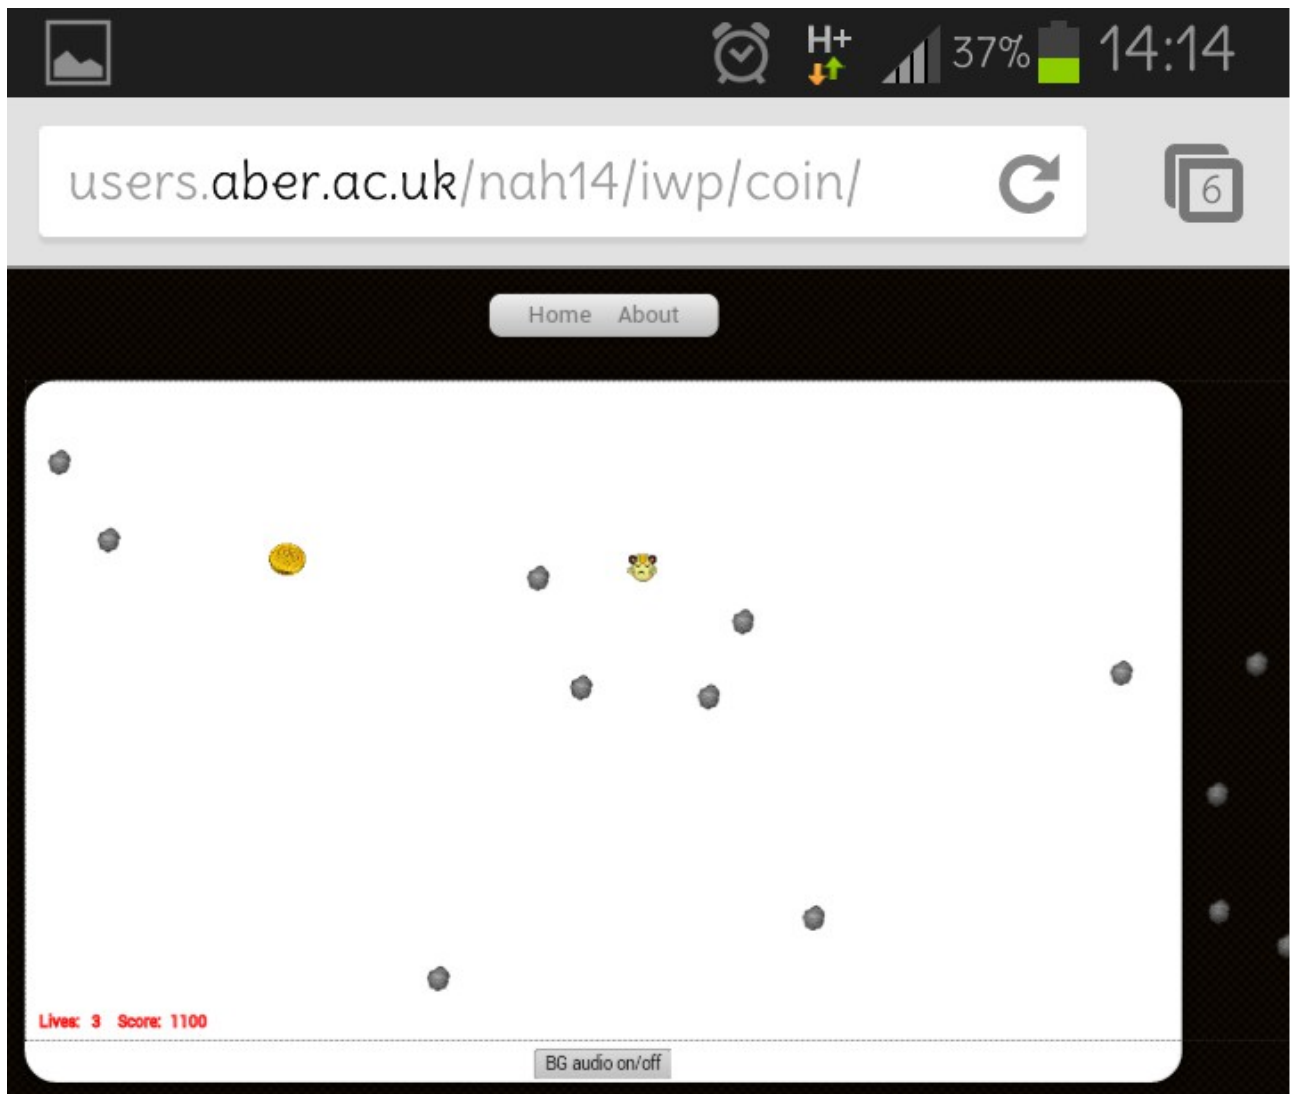 H+ 37% 14:14
users.aber.ac.uk/nah14/iwp/coin/ 6
Home About
Lives: 3 Score: 1100
BG audio on/off